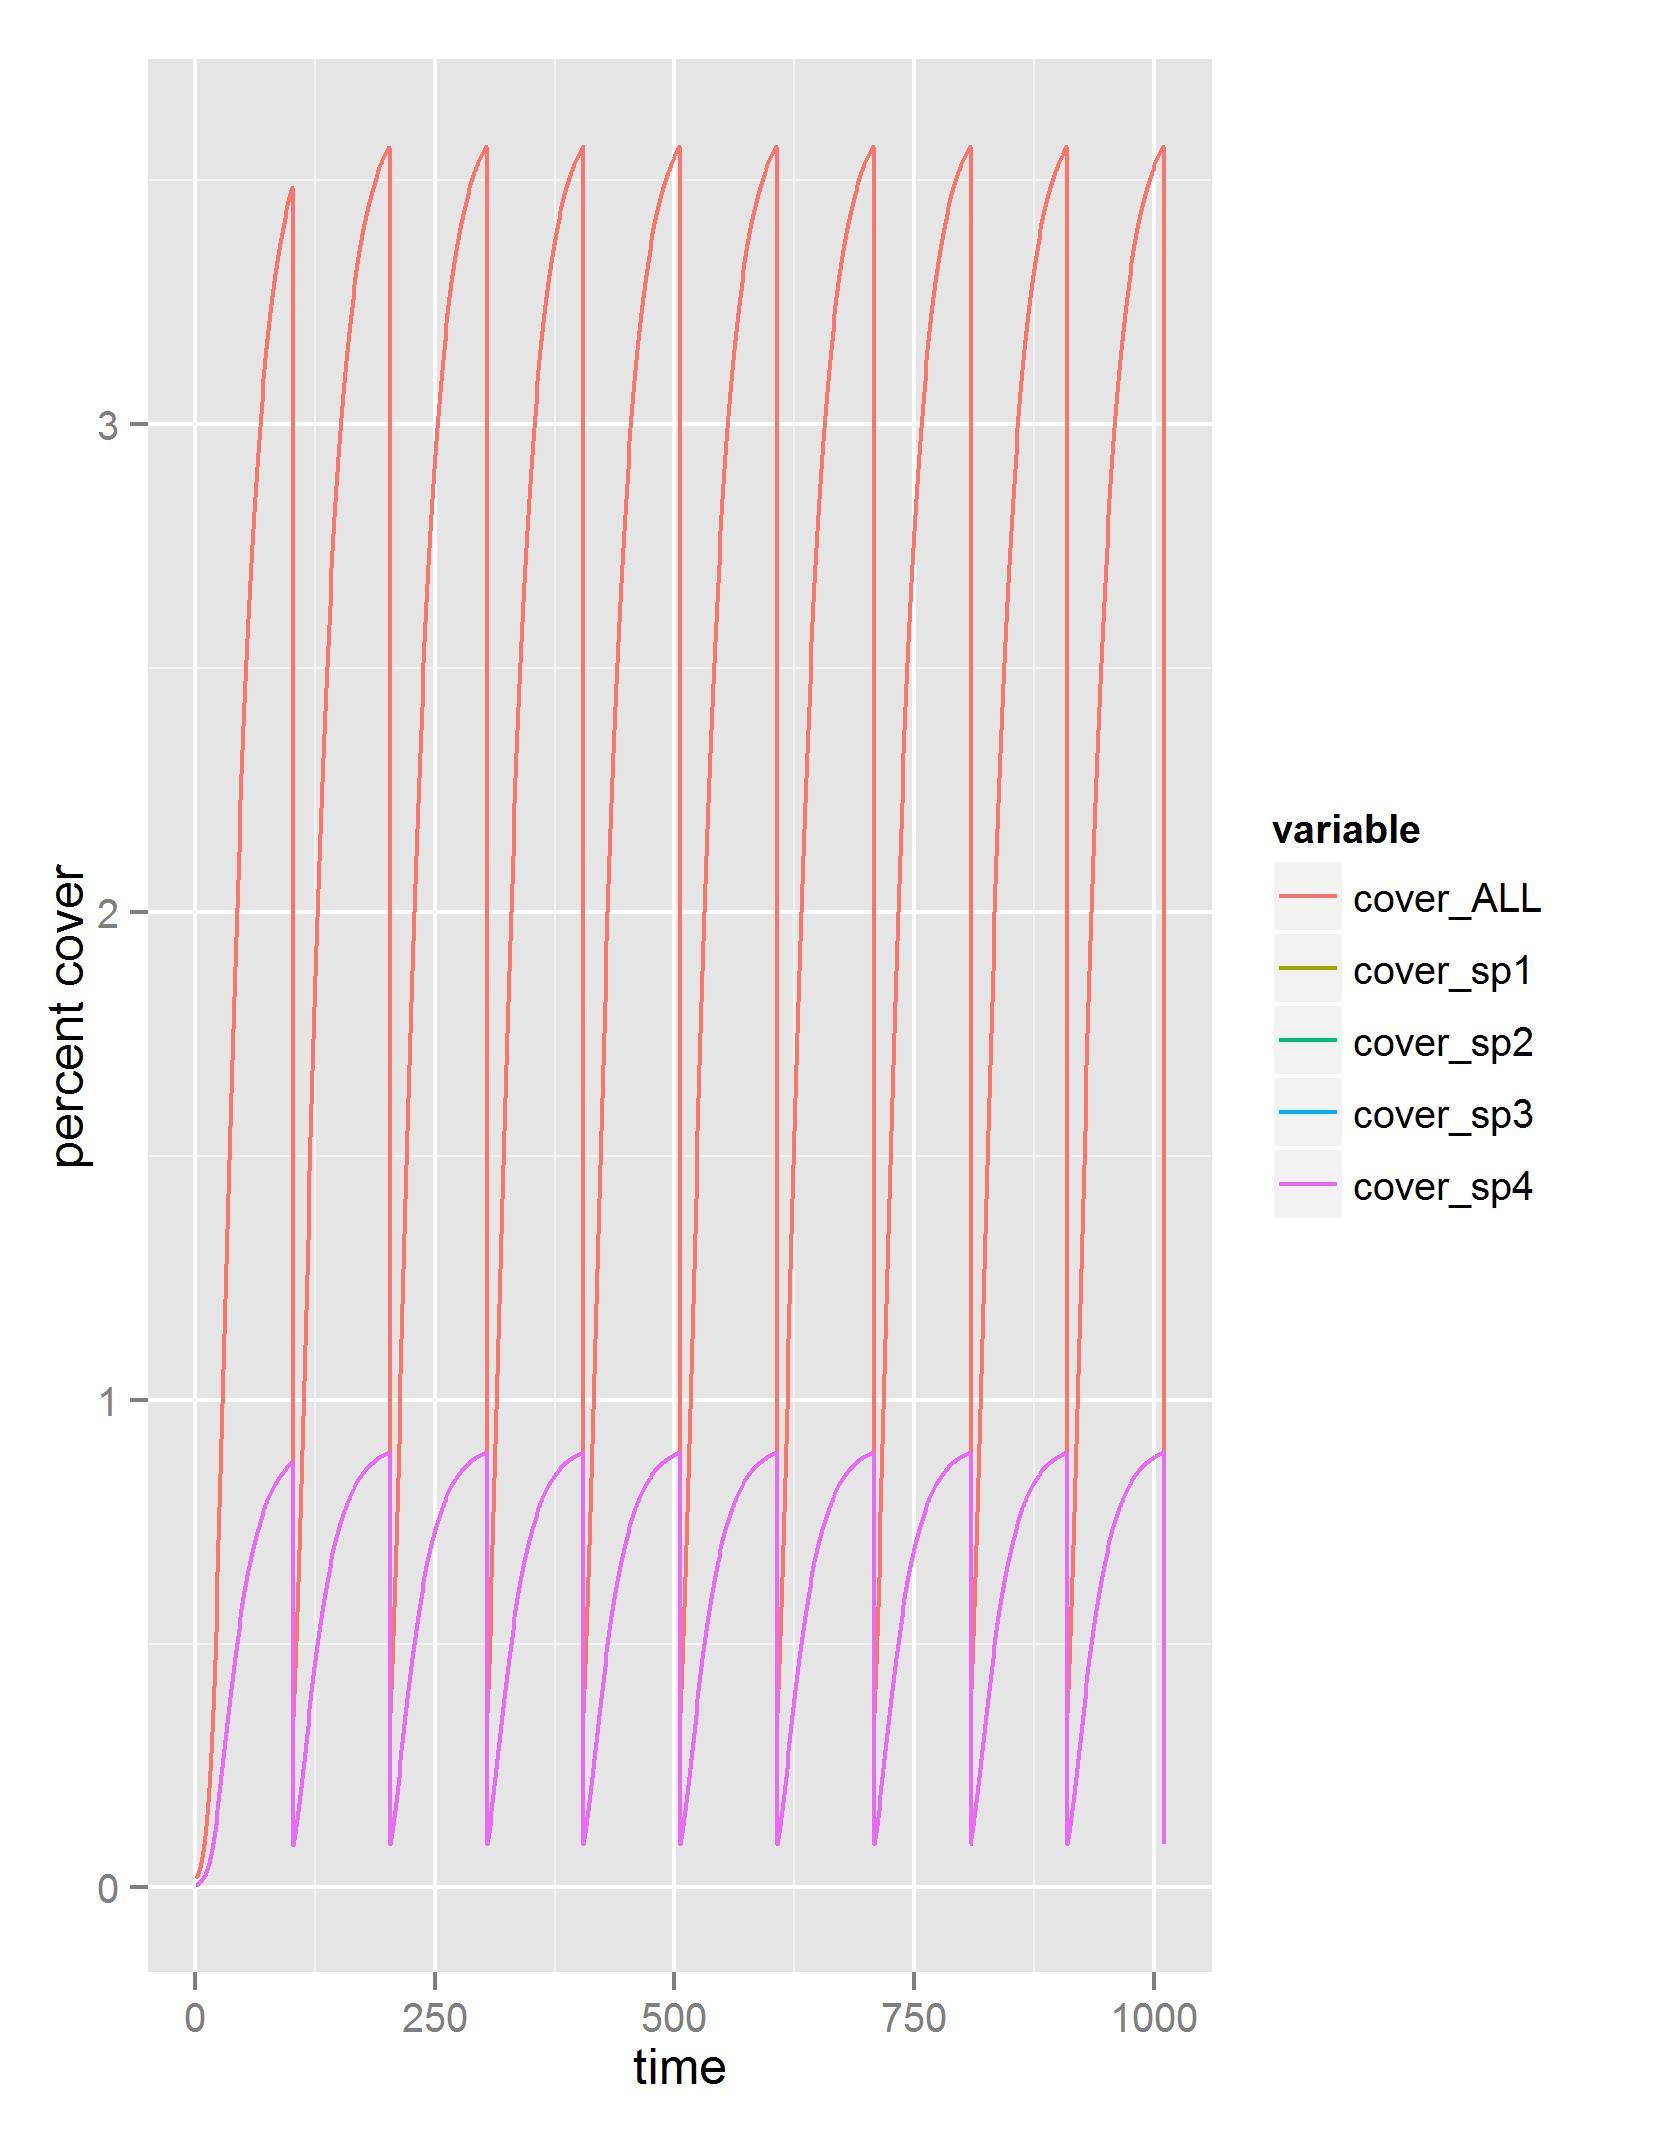 percent cover
3
2
1
0
0 250 500 750 1000
time
variable
cover_ALL
cover_sp1
cover_sp2
cover_sp3
cover_sp4